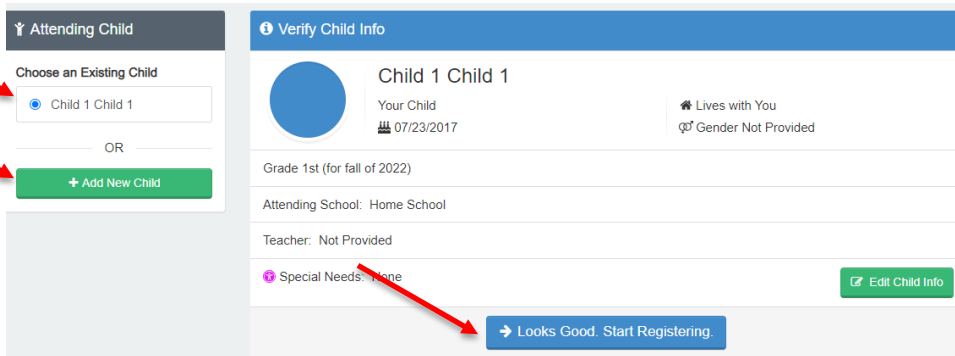 Attending Child
Choose an Existing Child
Child 1 Child 1
OR
+ Add New Child
Verify Child Info
Child 1 Child 1
Your Child
Lives with You
07/23/2017
Gender Not Provided
Grade 1st (for fall of 2022)
Attending School: Home School
Teacher: Not Provided
Special Needs: None
Edit Child Info
Looks Good. Start Registering.